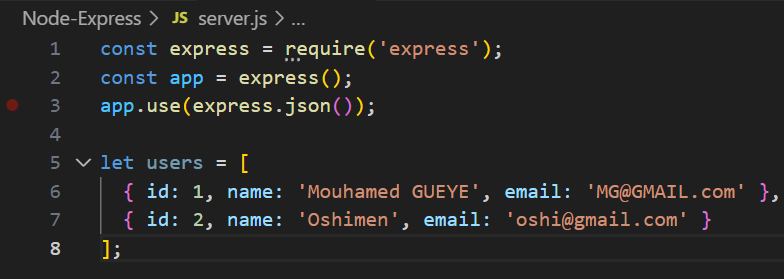 Node-Express > JS server.js > ...
1 const express = require('express');
2 const app = express();
3 app.use(express.json());
4
5 let users = [
6 { id: 1, name: 'Mouhamed GUEYE', email: 'MG@GMAIL.com' },
7 { id: 2, name: 'Oshimen', email: 'oshi@gmail.com' }
8 ];